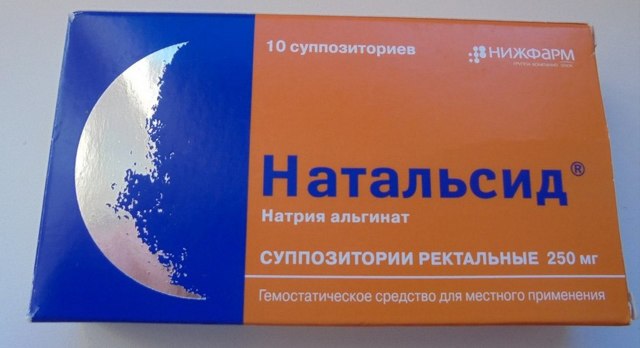 10 суппозиториев
НИЖФАРМ
Натальсид®
Натрия альгинат
СУППОЗИТОРИИ РЕКТАЛЬНЫЕ 250 мг
Гемостатическое средство для местного применения